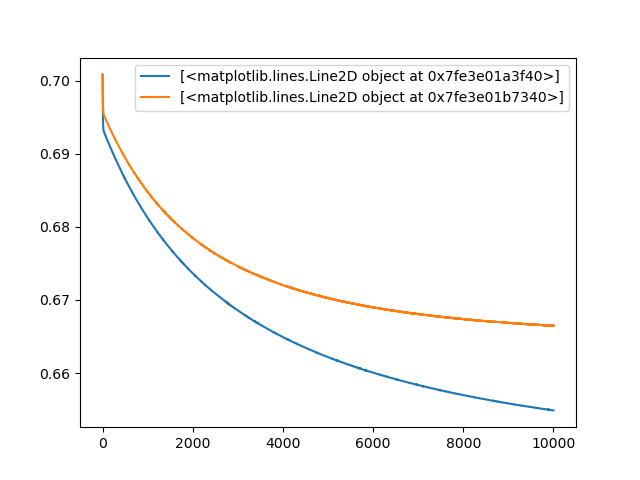 [<matplotlib.lines.Line2D object at 0x7fe3e01a3f40>]
[<matplotlib.lines.Line2D object at 0x7fe3e01b7340>]
0.70
0.69
0.68
0.67
0.66
0 2000 4000 6000 8000 10000